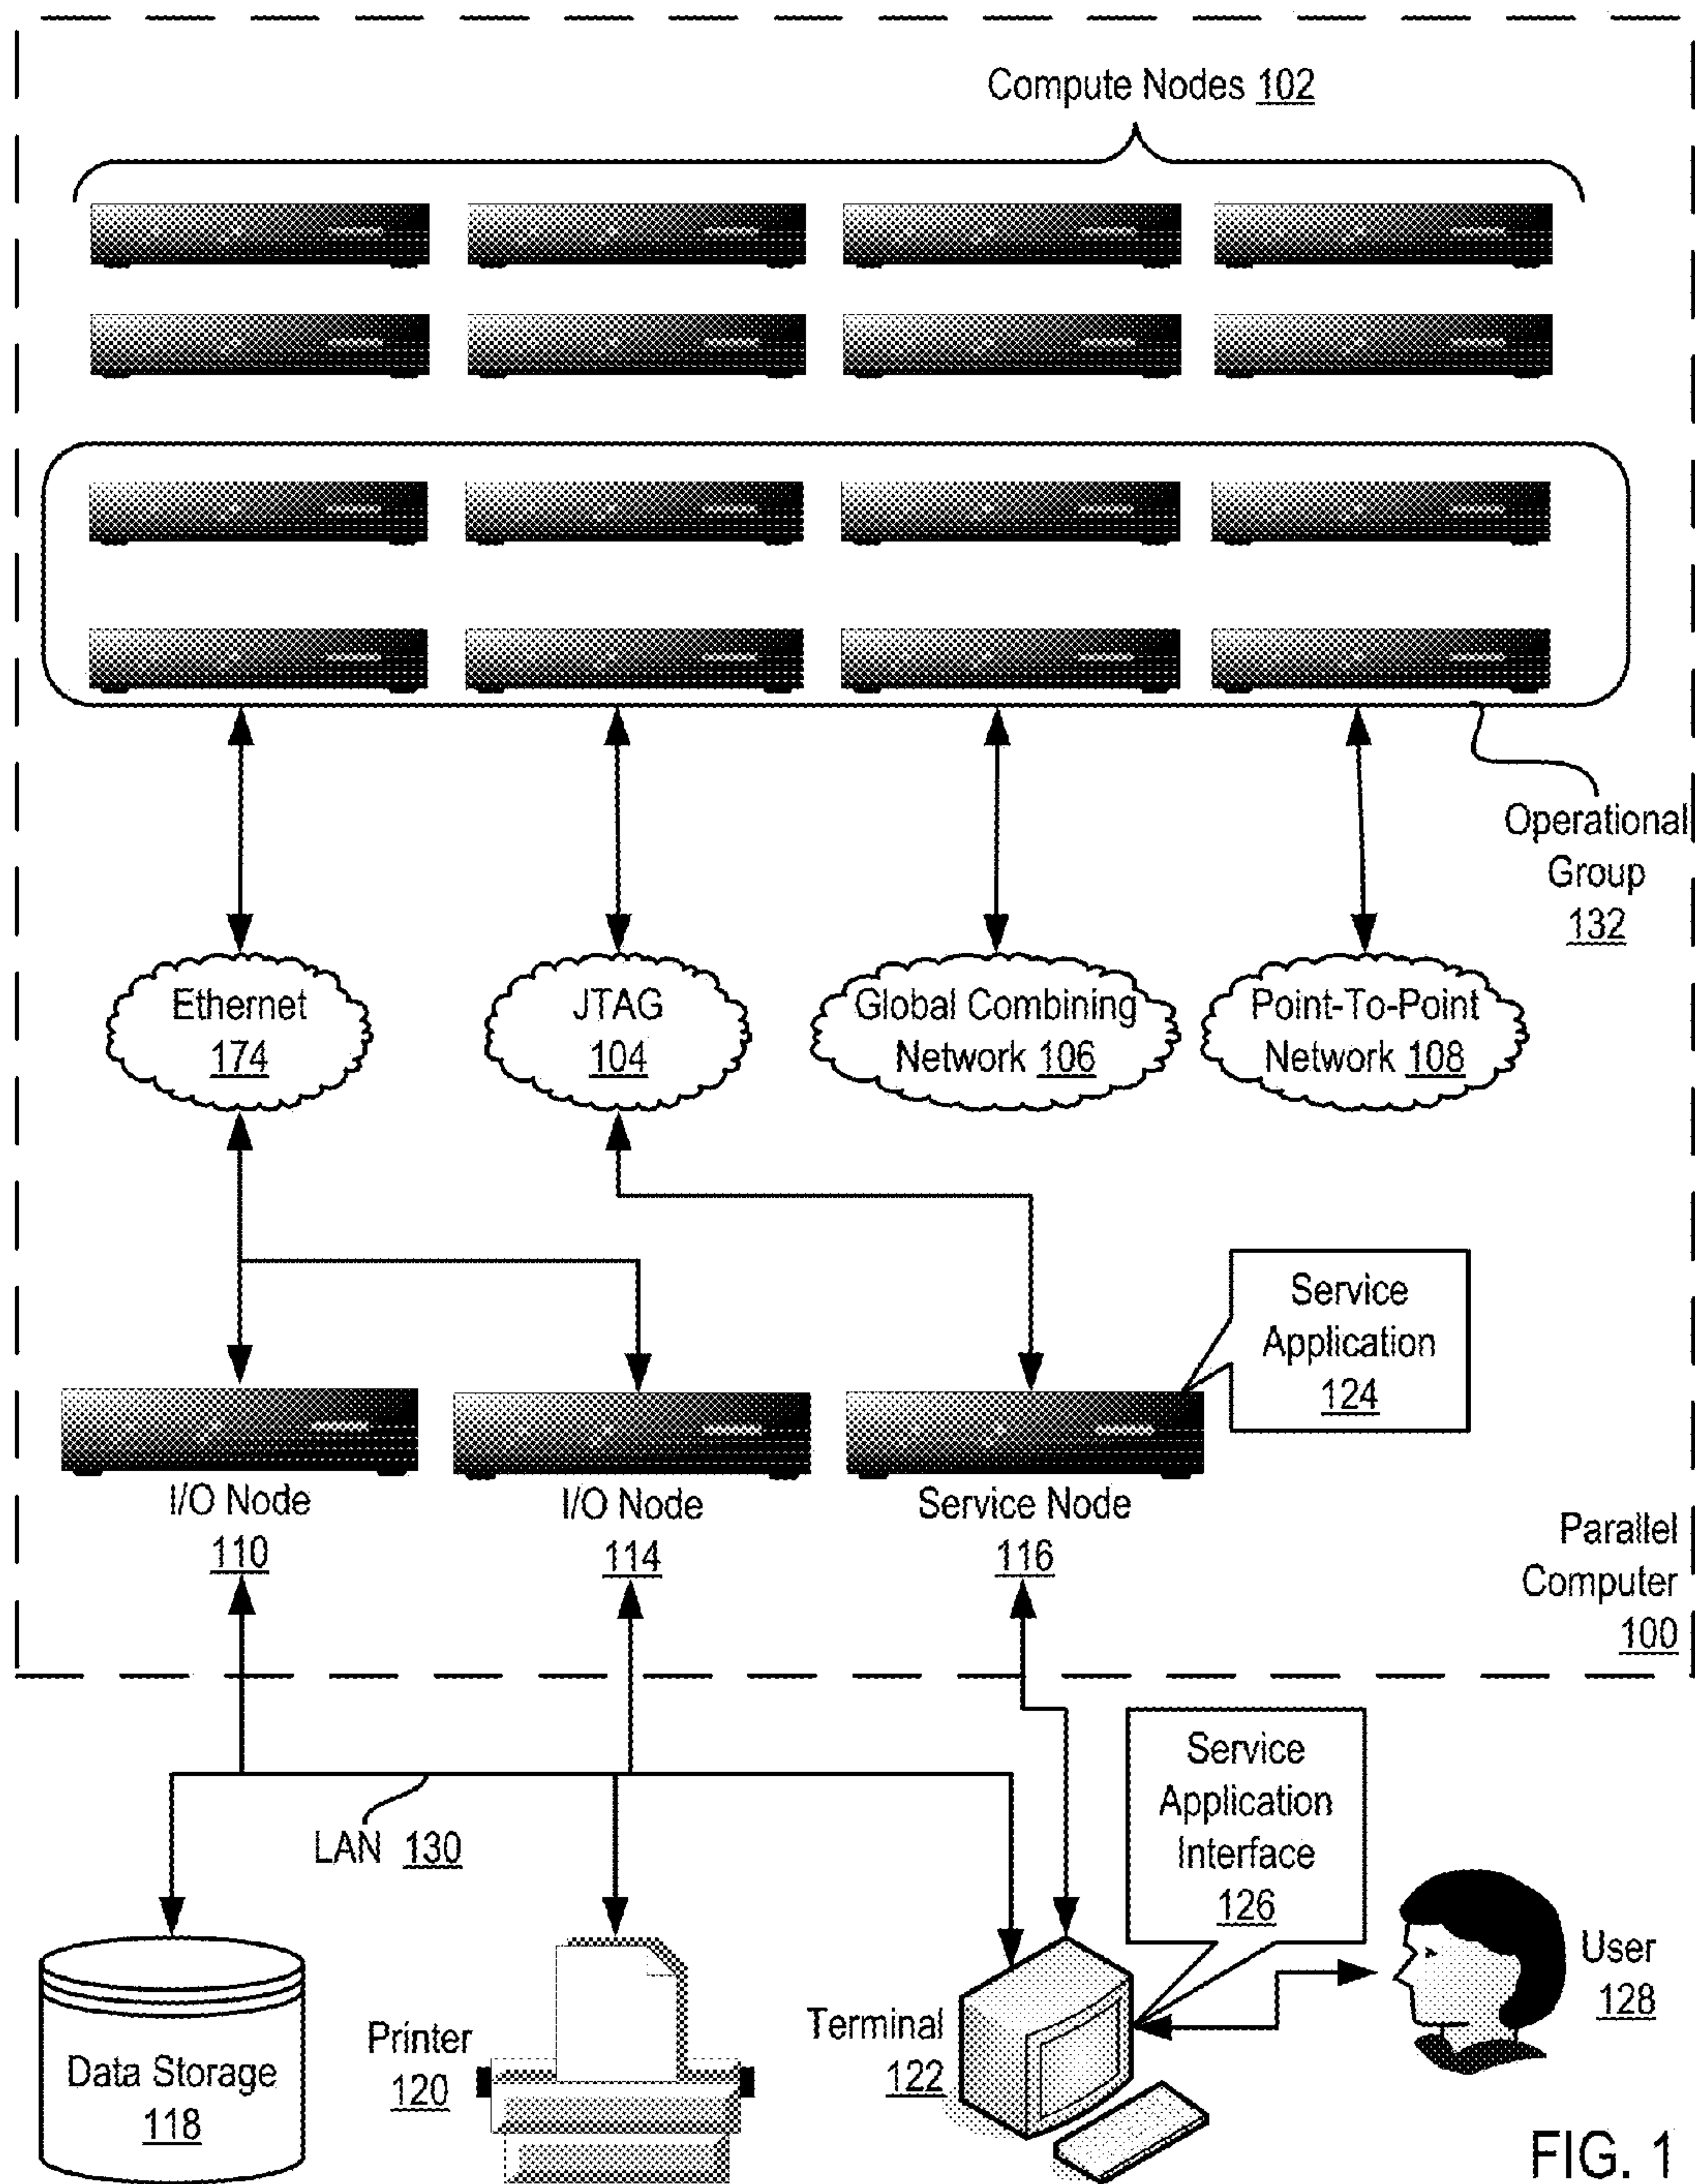 Compute Nodes 102
Operational
Group
132
Ethernet
174
JTAG
104
Global Combining
Network 106
Point-To-Point
Network 108
Service
Application
124
I/O Node
110
I/O Node
114
Service Node
116
Parallel
Computer
100
LAN 130
Service
Application
Interface
126
Data Storage
118
Printer
120
Terminal
122
User
128
FIG. 1